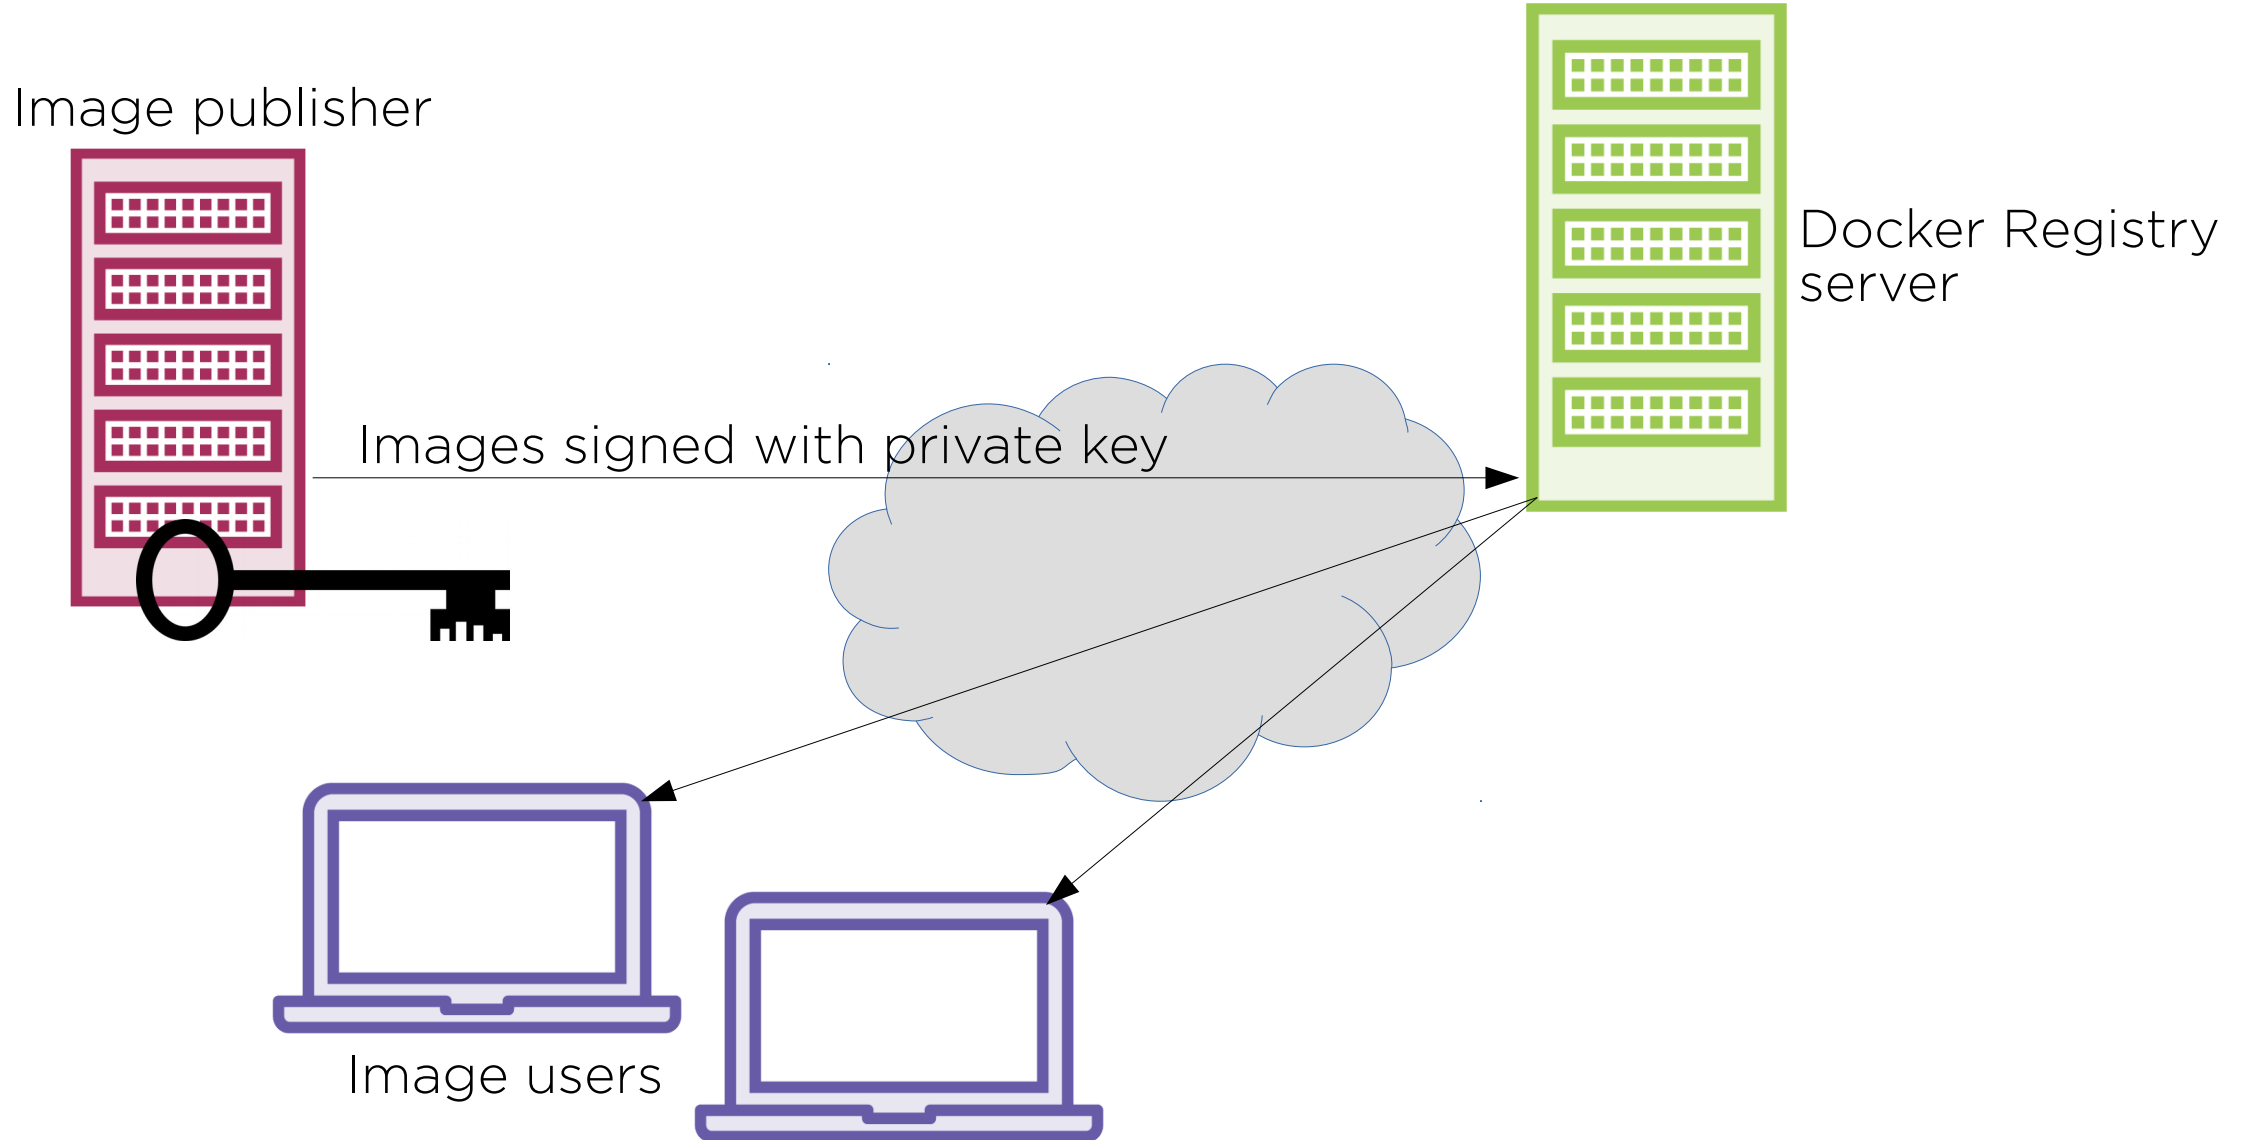 Image publisher
Docker Registry
server
Images signed with private key
Image users